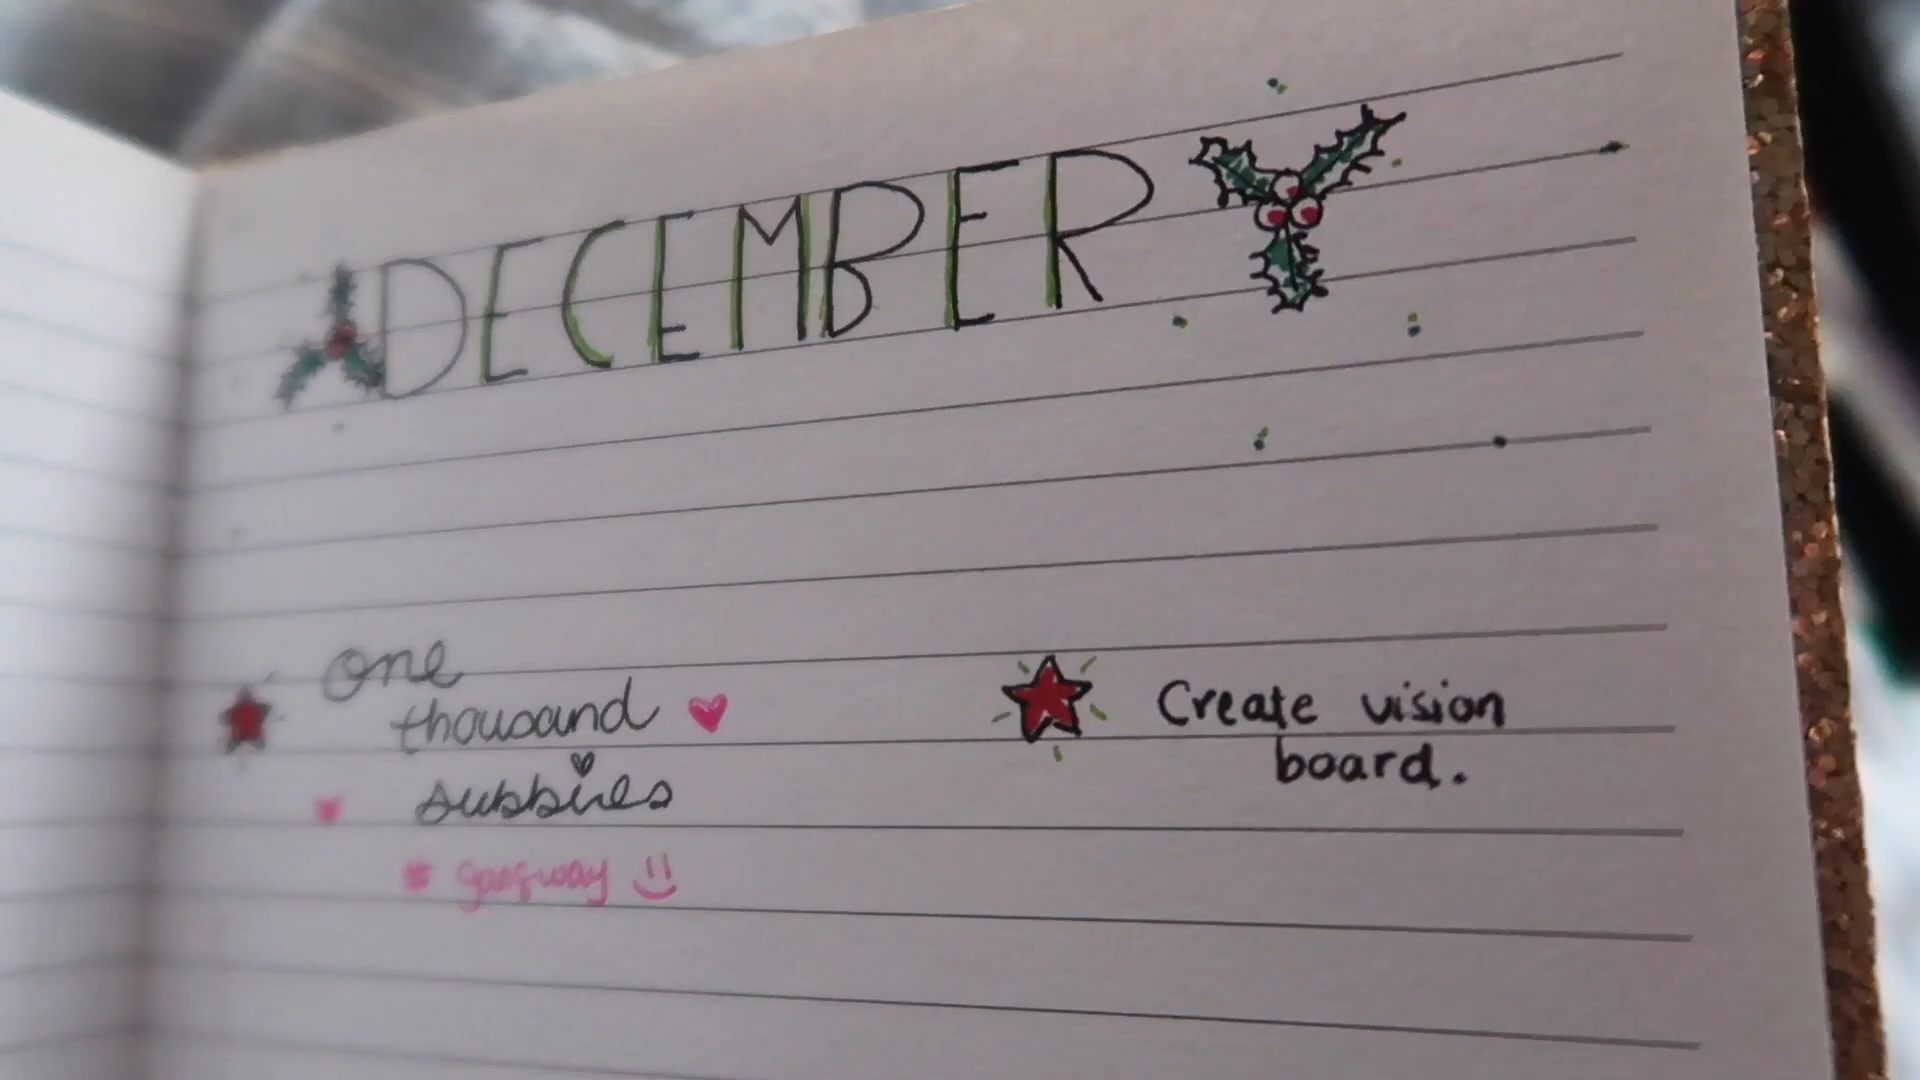 DECEMBER
one
thousand
subbies
Create vision
board.